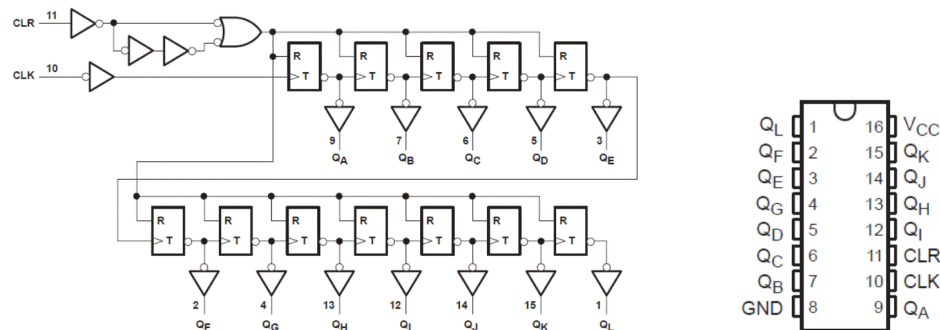 CLR 11
CLK 10
R R R R R
T T T T T
9 7 6 5 3
QA QB QC QD QE
R R R R R R R
T T T T T T T
2 4 13 12 14 15 1
QF QG QH QI QJ QK QL
QL 1 16 VCC
QF 2 15 QK
QE 3 14 QJ
QG 4 13 QH
QD 5 12 QI
QC 6 11 CLR
QB 7 10 CLK
GND 8 9 QA